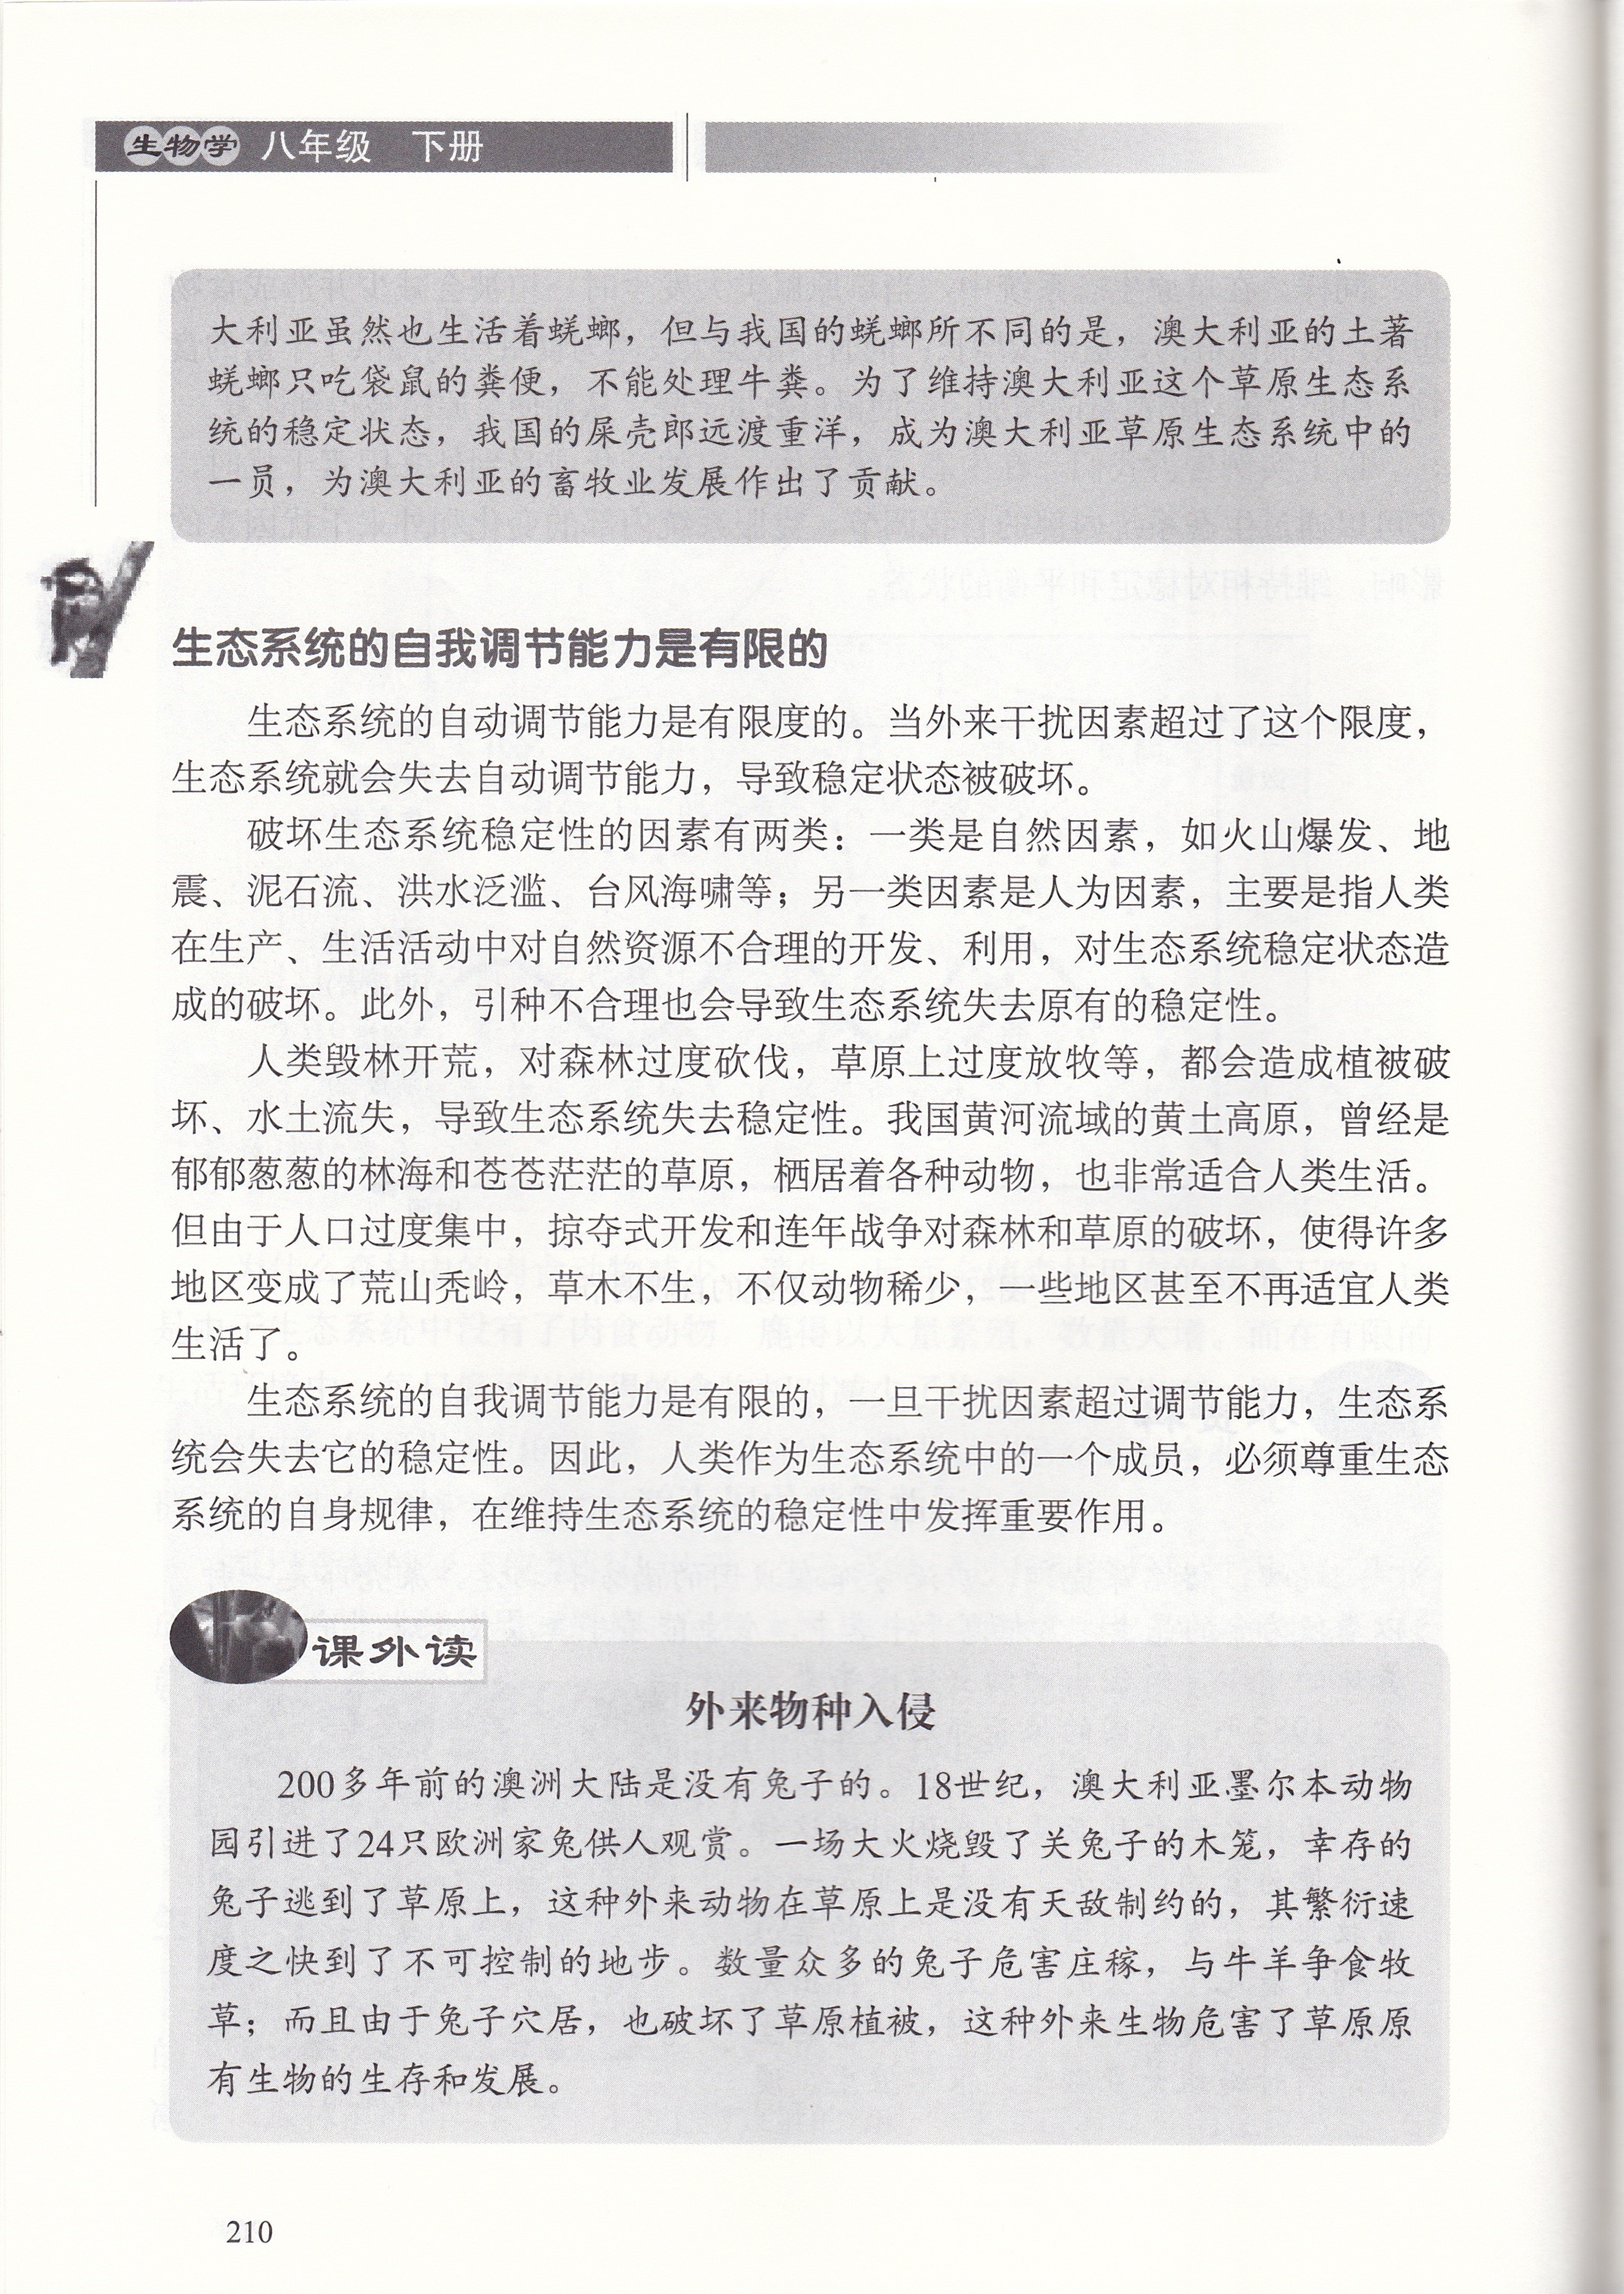 生物学 八年级 下册
大利亚虽然也生活着蜣螂，但与我国的蜣螂所不同的是，澳大利亚的土著
蜣螂只吃袋鼠的粪便，不能处理牛粪。为了维持澳大利亚这个草原生态系
统的稳定状态，我国的屎壳郎远渡重洋，成为澳大利亚草原生态系统中的
一员，为澳大利亚的畜牧业发展作出了贡献。
生态系统的自我调节能力是有限的
生态系统的自动调节能力是有限度的。当外来干扰因素超过了这个限度，
生态系统就会失去自动调节能力，导致稳定状态被破坏。
破坏生态系统稳定性的因素有两类：一类是自然因素，如火山爆发、地
震、泥石流、洪水泛滥、台风海啸等；另一类因素是人为因素，主要是指人类
在生产、生活活动中对自然资源不合理的开发、利用，对生态系统稳定状态造
成的破坏。此外，引种不合理也会导致生态系统失去原有的稳定性。
人类毁林开荒，对森林过度砍伐，草原上过度放牧等，都会造成植被破
坏、水土流失，导致生态系统失去稳定性。我国黄河流域的黄土高原，曾经是
郁郁葱葱的林海和苍苍茫茫的草原，栖居着各种动物，也非常适合人类生活。
但由于人口过度集中，掠夺式开发和连年战争对森林和草原的破坏，使得许多
地区变成了荒山秃岭，草木不生，不仅动物稀少，一些地区甚至不再适宜人类
生活了。
生态系统的自我调节能力是有限的，一旦干扰因素超过调节能力，生态系
统会失去它的稳定性。因此，人类作为生态系统中的一个成员，必须尊重生态
系统的自身规律，在维持生态系统的稳定性中发挥重要作用。
课外读
外来物种入侵
200多年前的澳洲大陆是没有兔子的。18世纪，澳大利亚墨尔本动物
园引进了24只欧洲家兔供人观赏。一场大火烧毁了关兔子的木笼，幸存的
兔子逃到了草原上，这种外来动物在草原上是没有天敌制约的，其繁衍速
度之快到了不可控制的地步。数量众多的兔子危害庄稼，与牛羊争食牧
草；而且由于兔子穴居，也破坏了草原植被，这种外来生物危害了草原原
有生物的生存和发展。
210